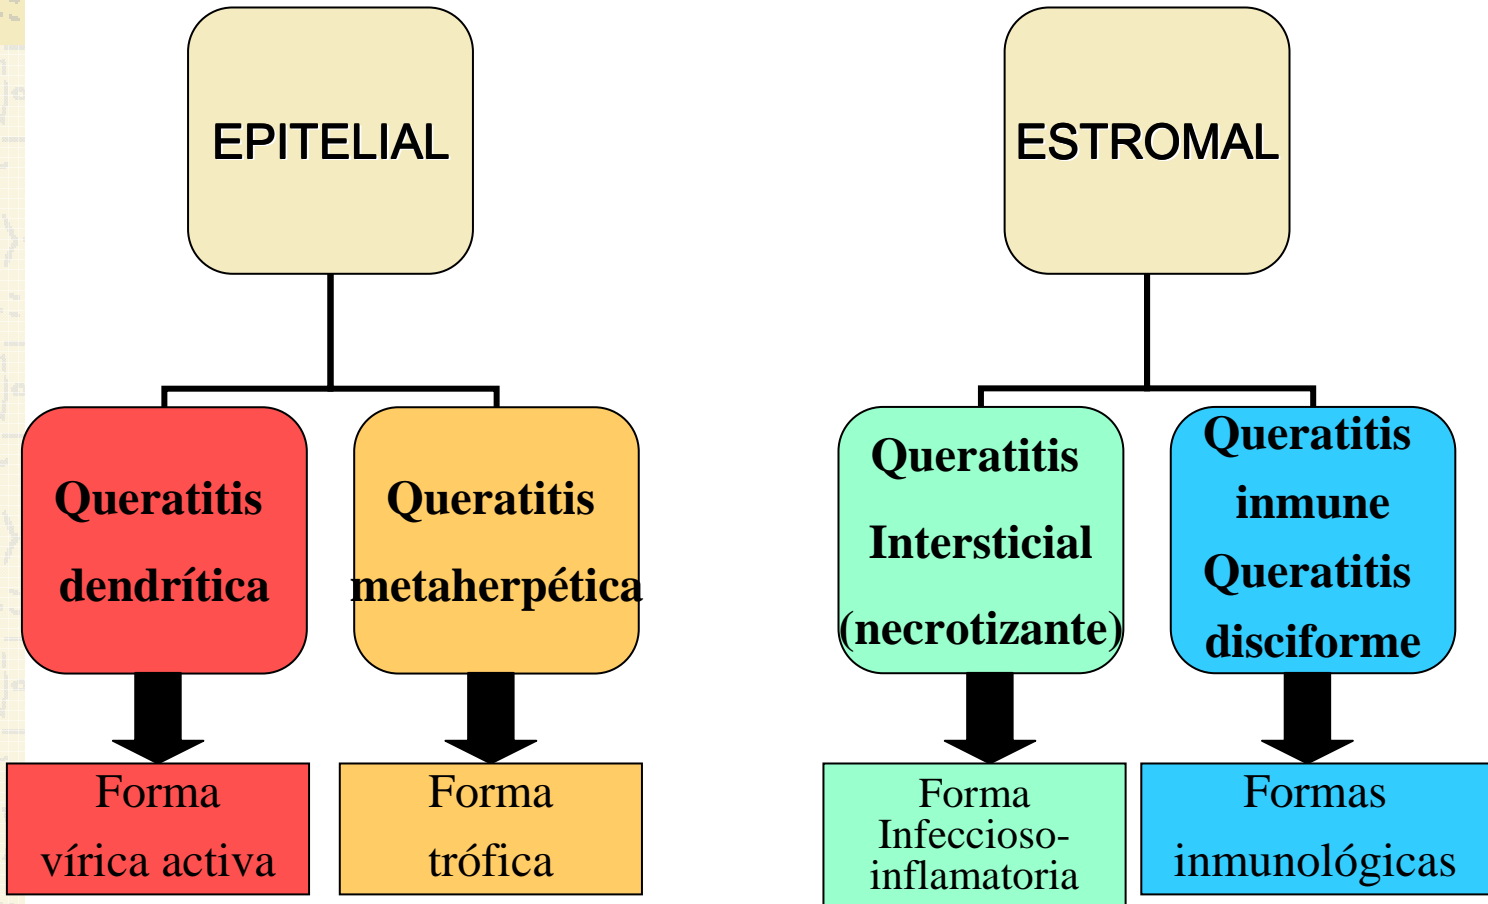 EPITELIAL
ESTROMAL
Queratitis
dendrítica
Queratitis
metaherpética
Queratitis
Intersticial
(necrotizante)
Queratitis
inmune
Queratitis
disciforme
Forma
vírica activa
Forma
trófica
Forma
Infeccioso-
inflamatoria
Formas
inmunológicas